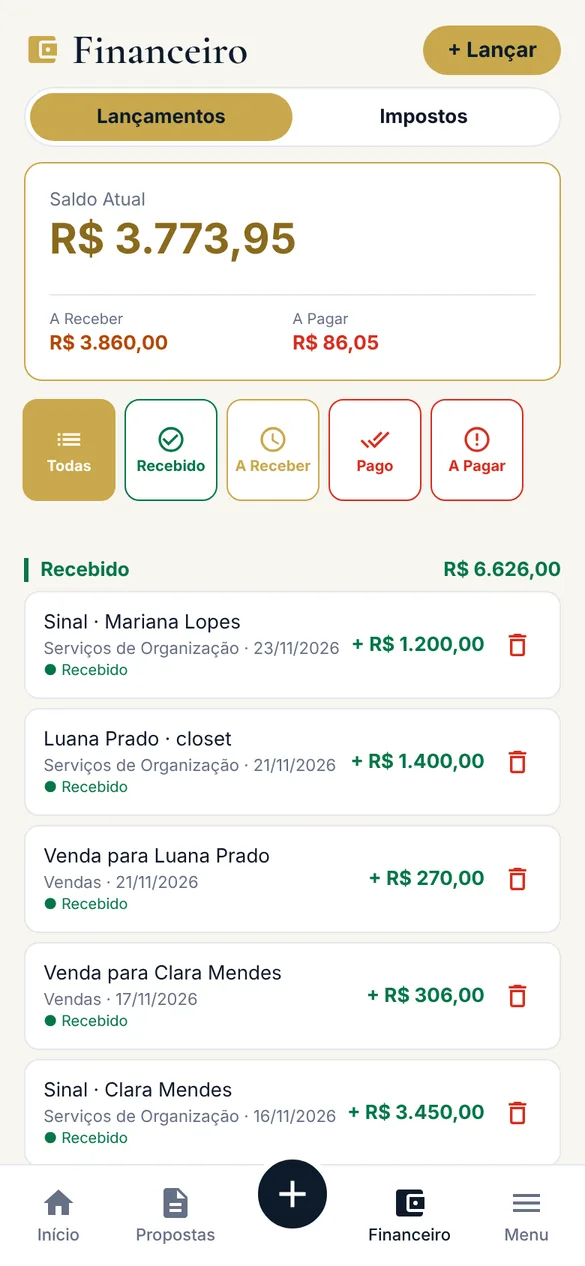 Financeiro
+ Lançar
Lançamentos
Impostos
Saldo Atual
R$ 3.773,95
A Receber
R$ 3.860,00
A Pagar
R$ 86,05
Todas
Recebido
A Receber
Pago
A Pagar
Recebido
R$ 6.626,00
Sinal · Mariana Lopes
Serviços de Organização · 23/11/2026
Recebido
+ R$ 1.200,00
Luana Prado · closet
Serviços de Organização · 21/11/2026
Recebido
+ R$ 1.400,00
Venda para Luana Prado
Vendas · 21/11/2026
Recebido
+ R$ 270,00
Venda para Clara Mendes
Vendas · 17/11/2026
Recebido
+ R$ 306,00
Sinal · Clara Mendes
Serviços de Organização · 16/11/2026
Recebido
+ R$ 3.450,00
Início
Propostas
Financeiro
Menu